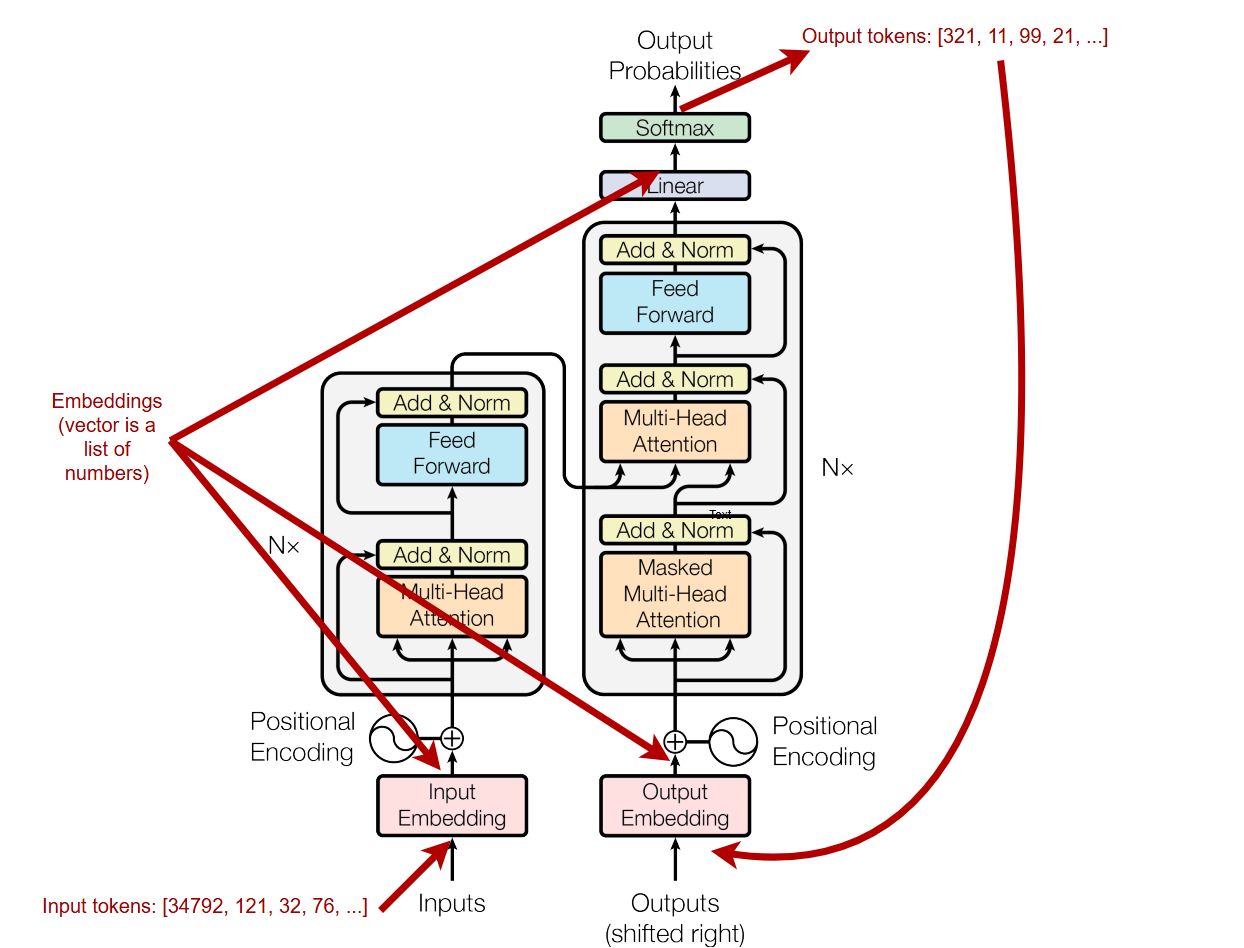 Output tokens: [321, 11, 99, 21, ...]
Output
Probabilities
Softmax
Linear
Add & Norm
Feed
Forward
Add & Norm
Multi-Head
Attention
Nx
Text
Add & Norm
Masked
Multi-Head
Attention
Embeddings
(vector is a
list of
numbers)
Add & Norm
Feed
Forward
Nx
Add & Norm
Multi-Head
Attention
Positional
Encoding
Positional
Encoding
Input
Embedding
Output
Embedding
Input tokens: [34792, 121, 32, 76, ...]
Inputs
Outputs
(shifted right)